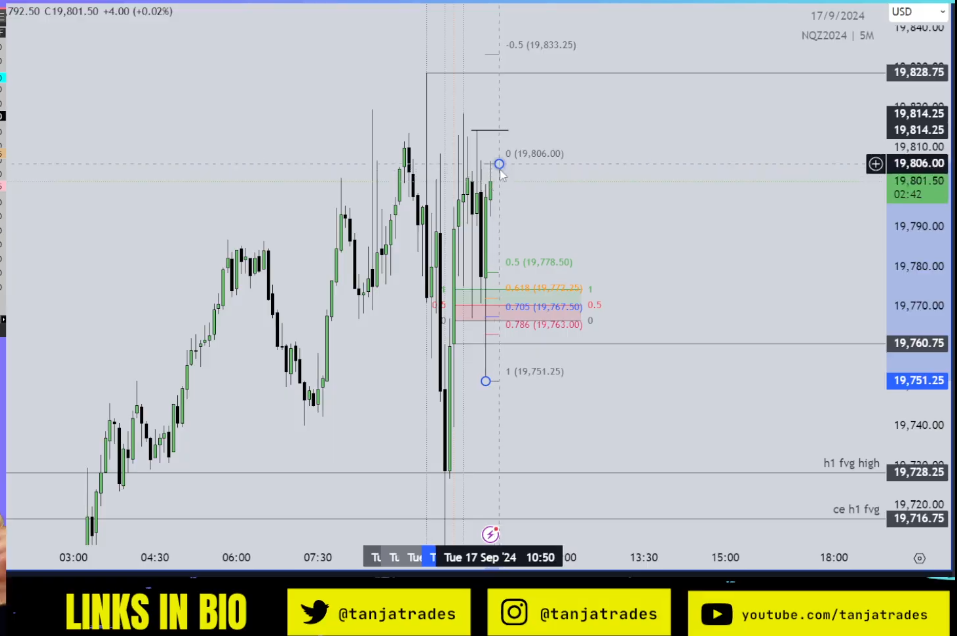 792.50 C19,801.50 +4.00 (+0.02%)
17/9/2024
USD
NQZ2024 | 5M
19,840.00
-0.5 (19,833.25)
19,828.75
19,814.25
19,814.25
19,810.00
0 (19,806.00)
19,806.00
19,801.50
02:42
19,790.00
0.5 (19,778.50)
19,780.00
1 0.618 (19,772.25) 1
0.5 0.705 (19,767.50) 0.5
19,770.00
0 0.786 (19,763.00) 0
19,760.75
1 (19,751.25)
19,751.25
19,740.00
h1 fvg high
19,728.25
19,720.00
ce h1 fvg
19,716.75
03:00 04:30 06:00 07:30 Tu Tu Tue T Tue 17 Sep '24 10:50 :00 13:30 15:00 18:00
LINKS IN BIO
@tanjatrades
@tanjatrades
youtube.com/tanjatrades